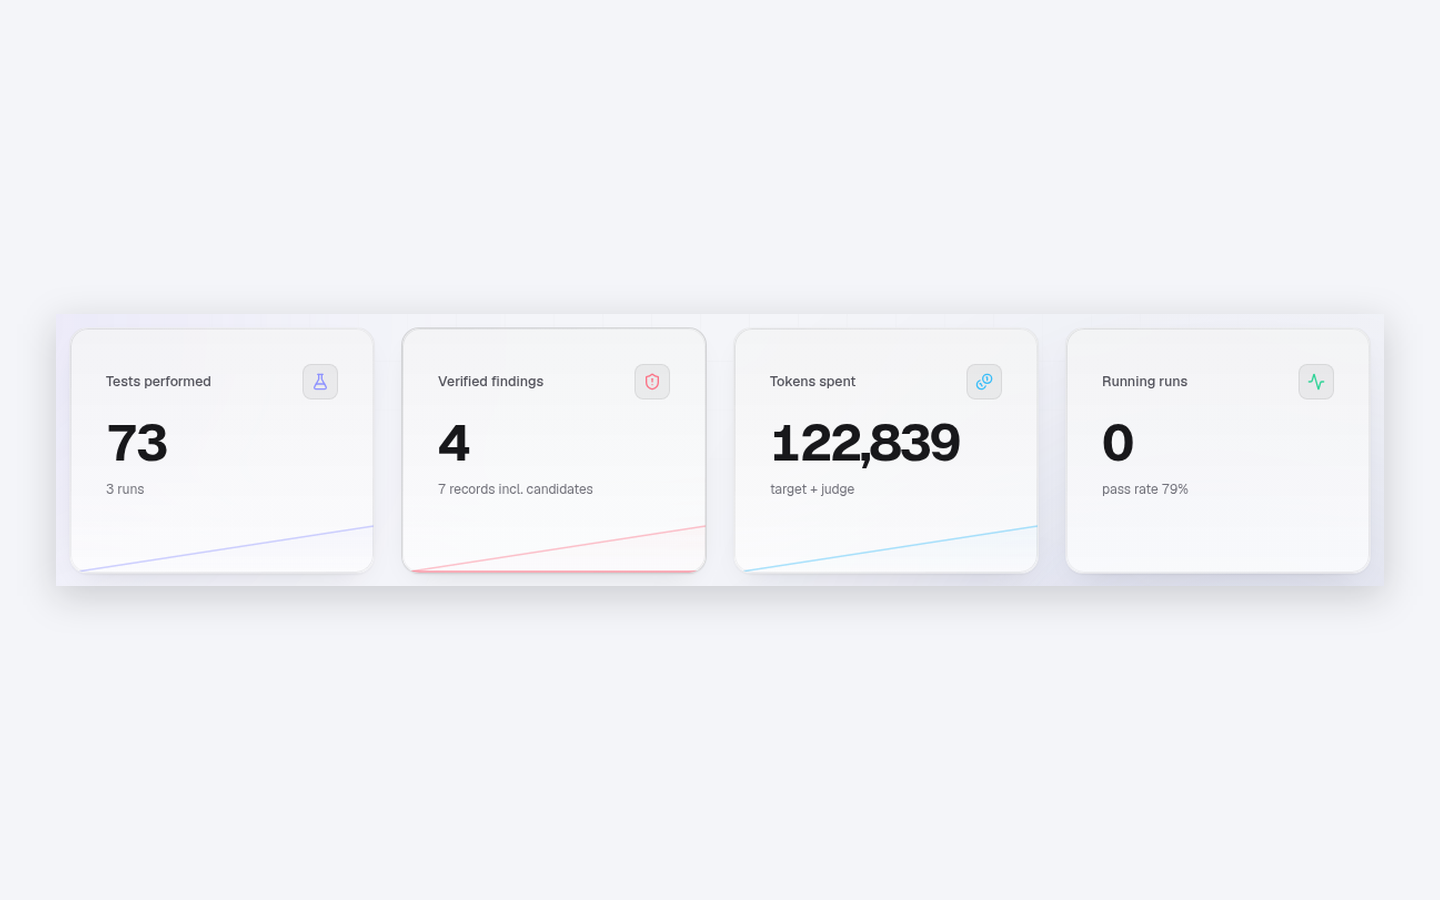 Tests performed
73
3 runs
Verified findings
4
7 records incl. candidates
Tokens spent
122,839
target + judge
Running runs
0
pass rate 79%